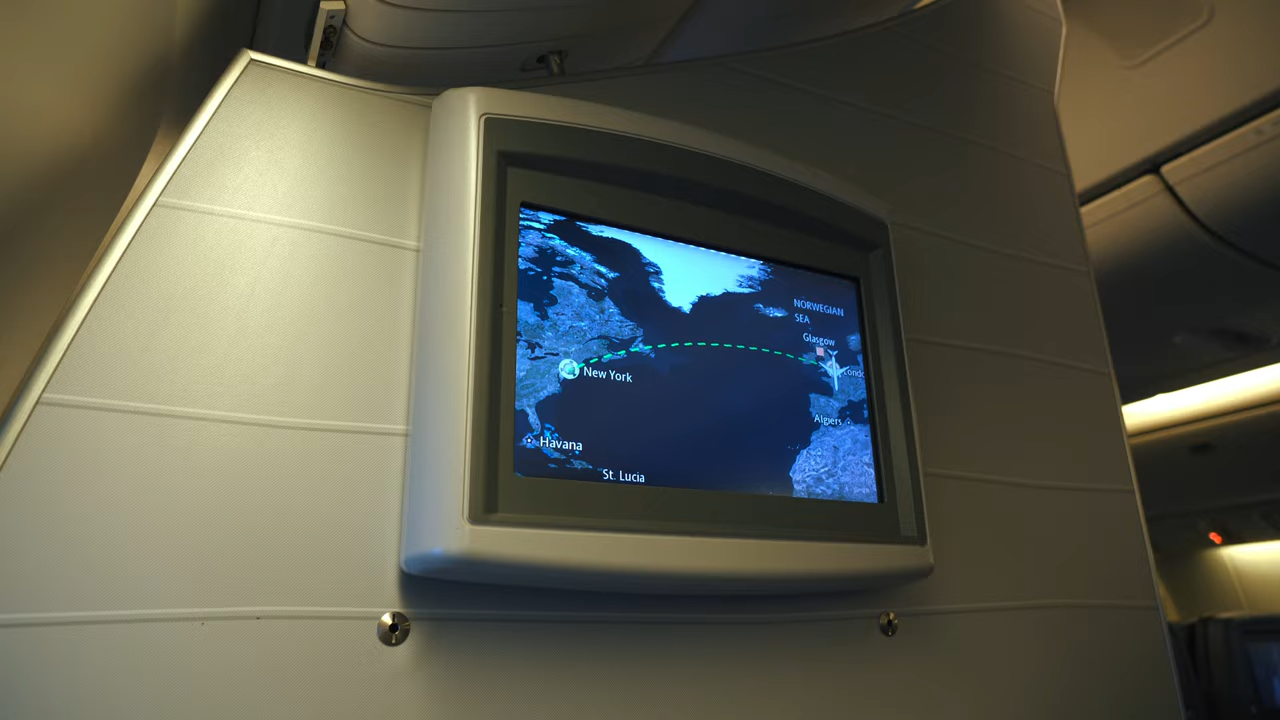 NORWEGIAN
SEA
Glasgow
New York
Algiers
Havana
St. Lucia